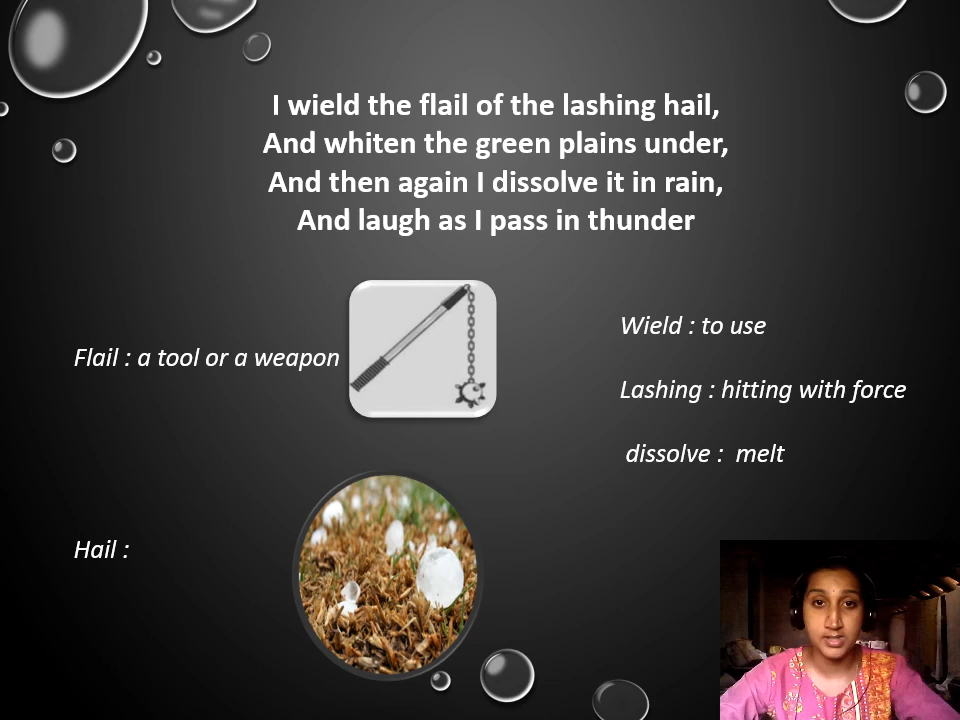 I wield the flail of the lashing hail,
And whiten the green plains under,
And then again I dissolve it in rain,
And laugh as I pass in thunder
Flail : a tool or a weapon
Wield : to use
Lashing : hitting with force
dissolve : melt
Hail :